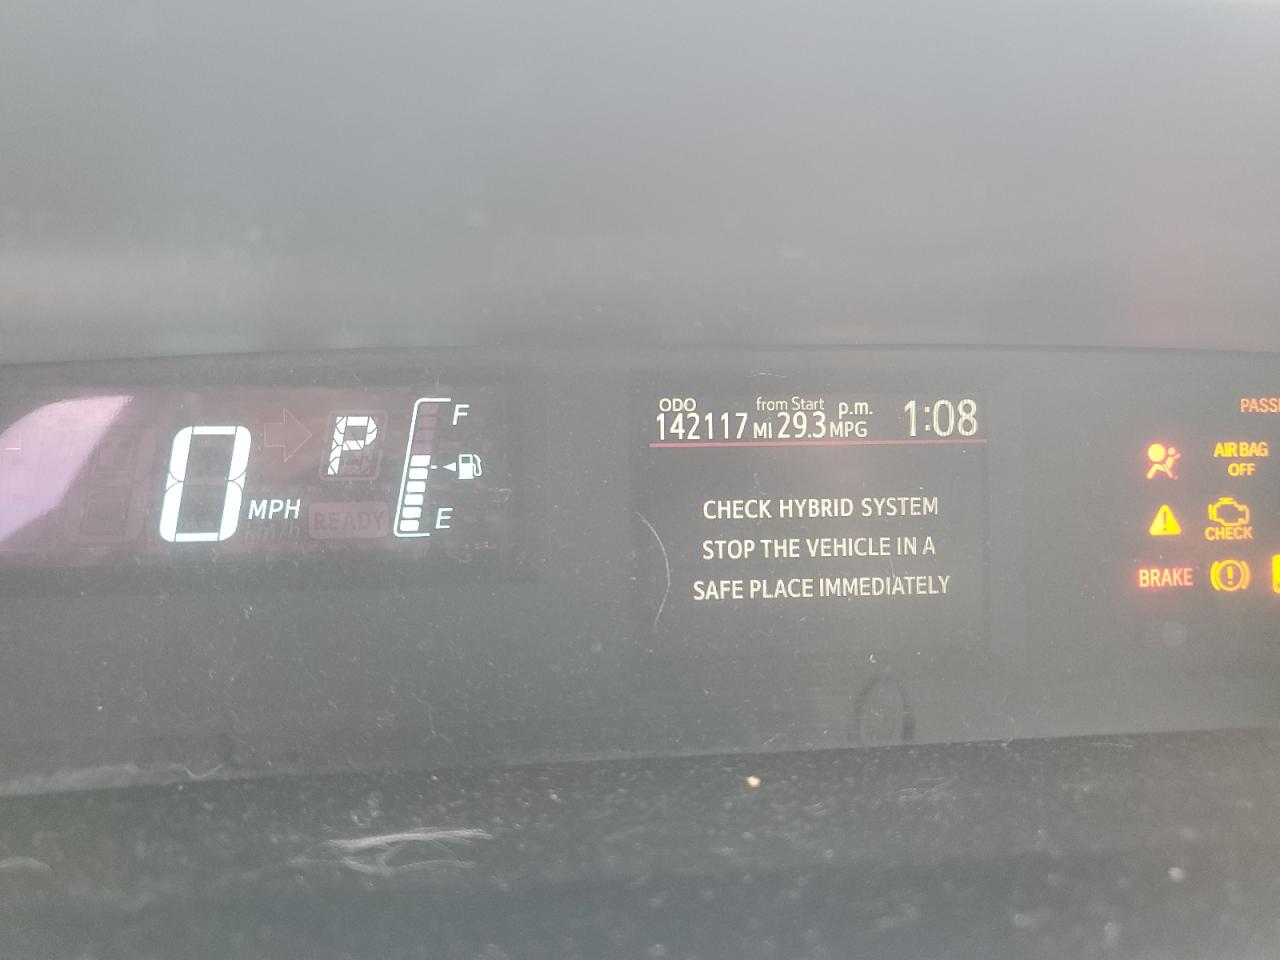 ODO from Start p.m.
142117 MI 29.3 MPG 1:08
F
P
0 MPH
READY
E
CHECK HYBRID SYSTEM
STOP THE VEHICLE IN A
SAFE PLACE IMMEDIATELY
AIR BAG
OFF
CHECK
BRAKE